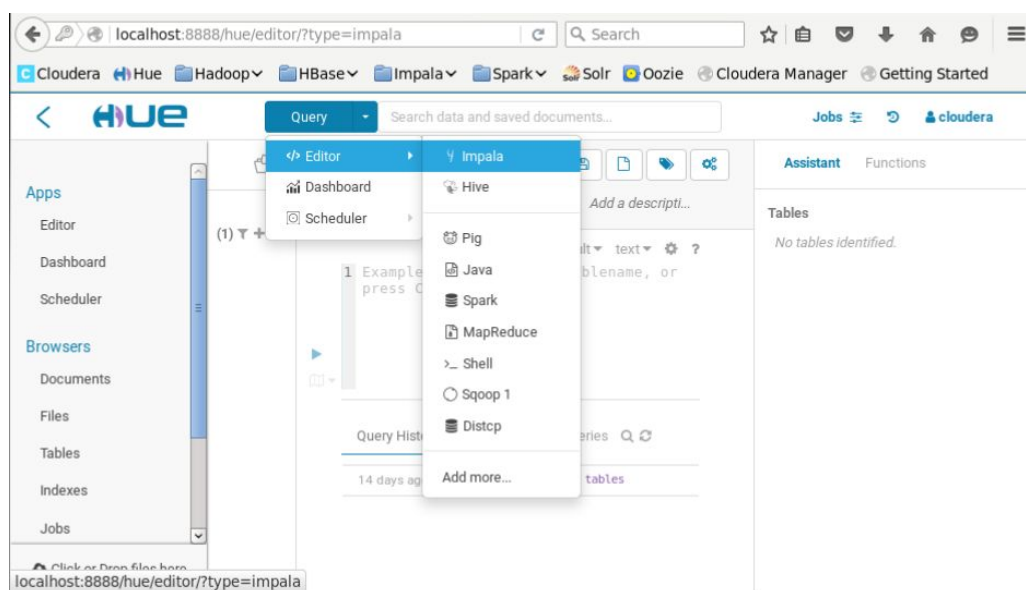 localhost:8888/hue/editor/?type=impala
Search
Cloudera Hue Hadoop HBase Impala Spark Solr Oozie Cloudera Manager Getting Started
HUE Query Search data and saved documents... Jobs cloudera
</> Editor
Dashboard
Scheduler
Impala
Hive
Pig
Java
Spark
MapReduce
>_ Shell
Sqoop 1
Distcp
Add more...
Apps
Editor
Dashboard
Scheduler
Browsers
Documents
Files
Tables
Indexes
Jobs
(1)
Add a descripti...
text ?
1 Example blename, or
press C
Query Hist
14 days ag tables
Assistant Functions
Tables
No tables identified.
localhost:8888/hue/editor/?type=impala